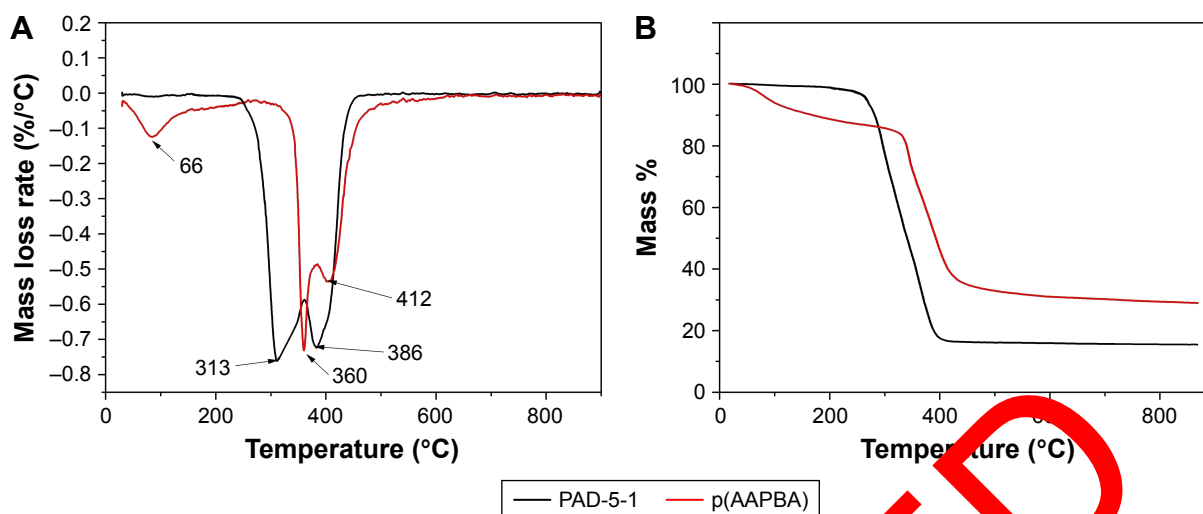 A
B
0.2
0.1
0.0
–0.1
–0.2
–0.3
–0.4
–0.5
–0.6
–0.7
–0.8
Mass loss rate (%/°C)
66
412
386
313
360
0 200 400 600 800
Temperature (°C)
100
80
60
40
20
0
Mass %
0 200 400 600 800
Temperature (°C)
PAD-5-1 p(AAPBA)